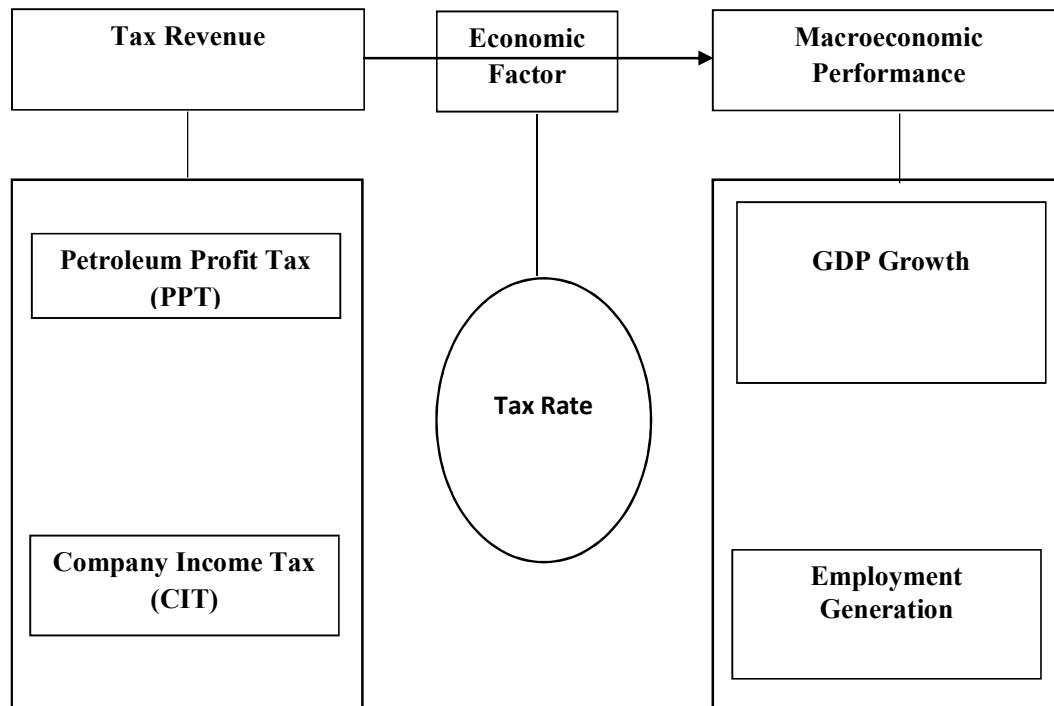 Tax Revenue
Economic
Factor
Macroeconomic
Performance
Petroleum Profit Tax
(PPT)
GDP Growth
Tax Rate
Company Income Tax
(CIT)
Employment
Generation